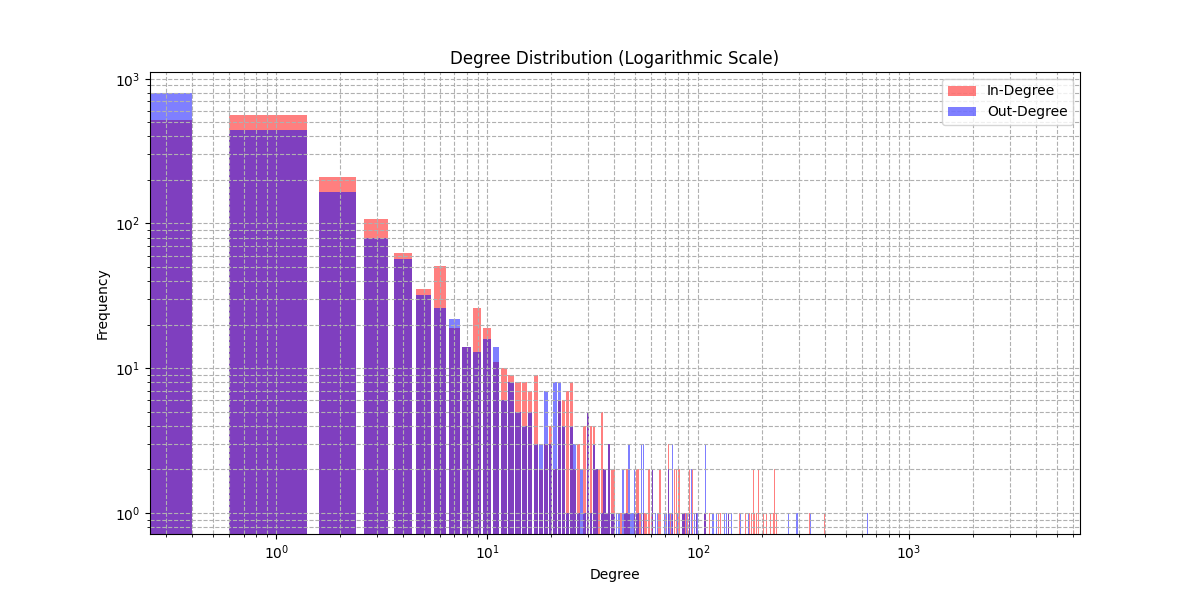 Degree Distribution (Logarithmic Scale)
In-Degree
Out-Degree
Frequency
10³
10²
10¹
10⁰
10⁰ 10¹ 10² 10³
Degree